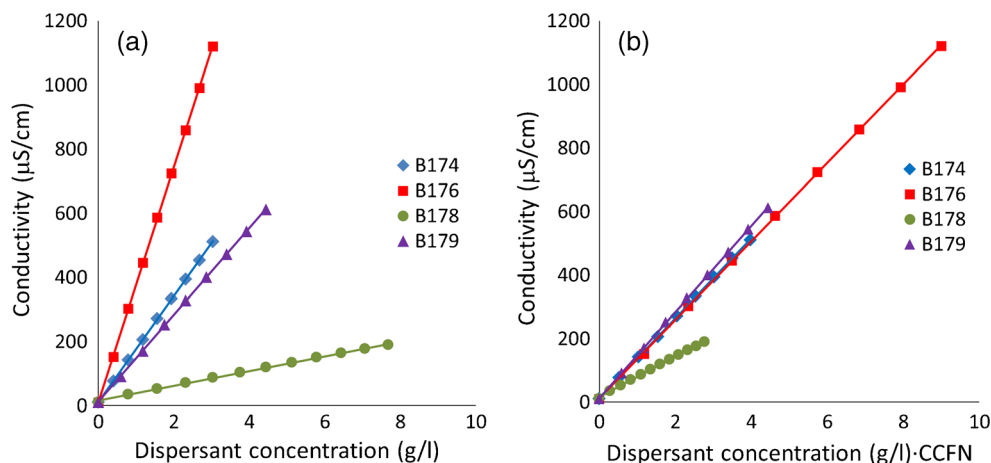 (a)
Conductivity (µS/cm)
1200
1000
800
600
400
200
0
0 2 4 6 8 10
Dispersant concentration (g/l)
B174
B176
B178
B179
(b)
Conductivity (µS/cm)
1200
1000
800
600
400
200
0
0 2 4 6 8 10
Dispersant concentration (g/l)·CCFN
B174
B176
B178
B179